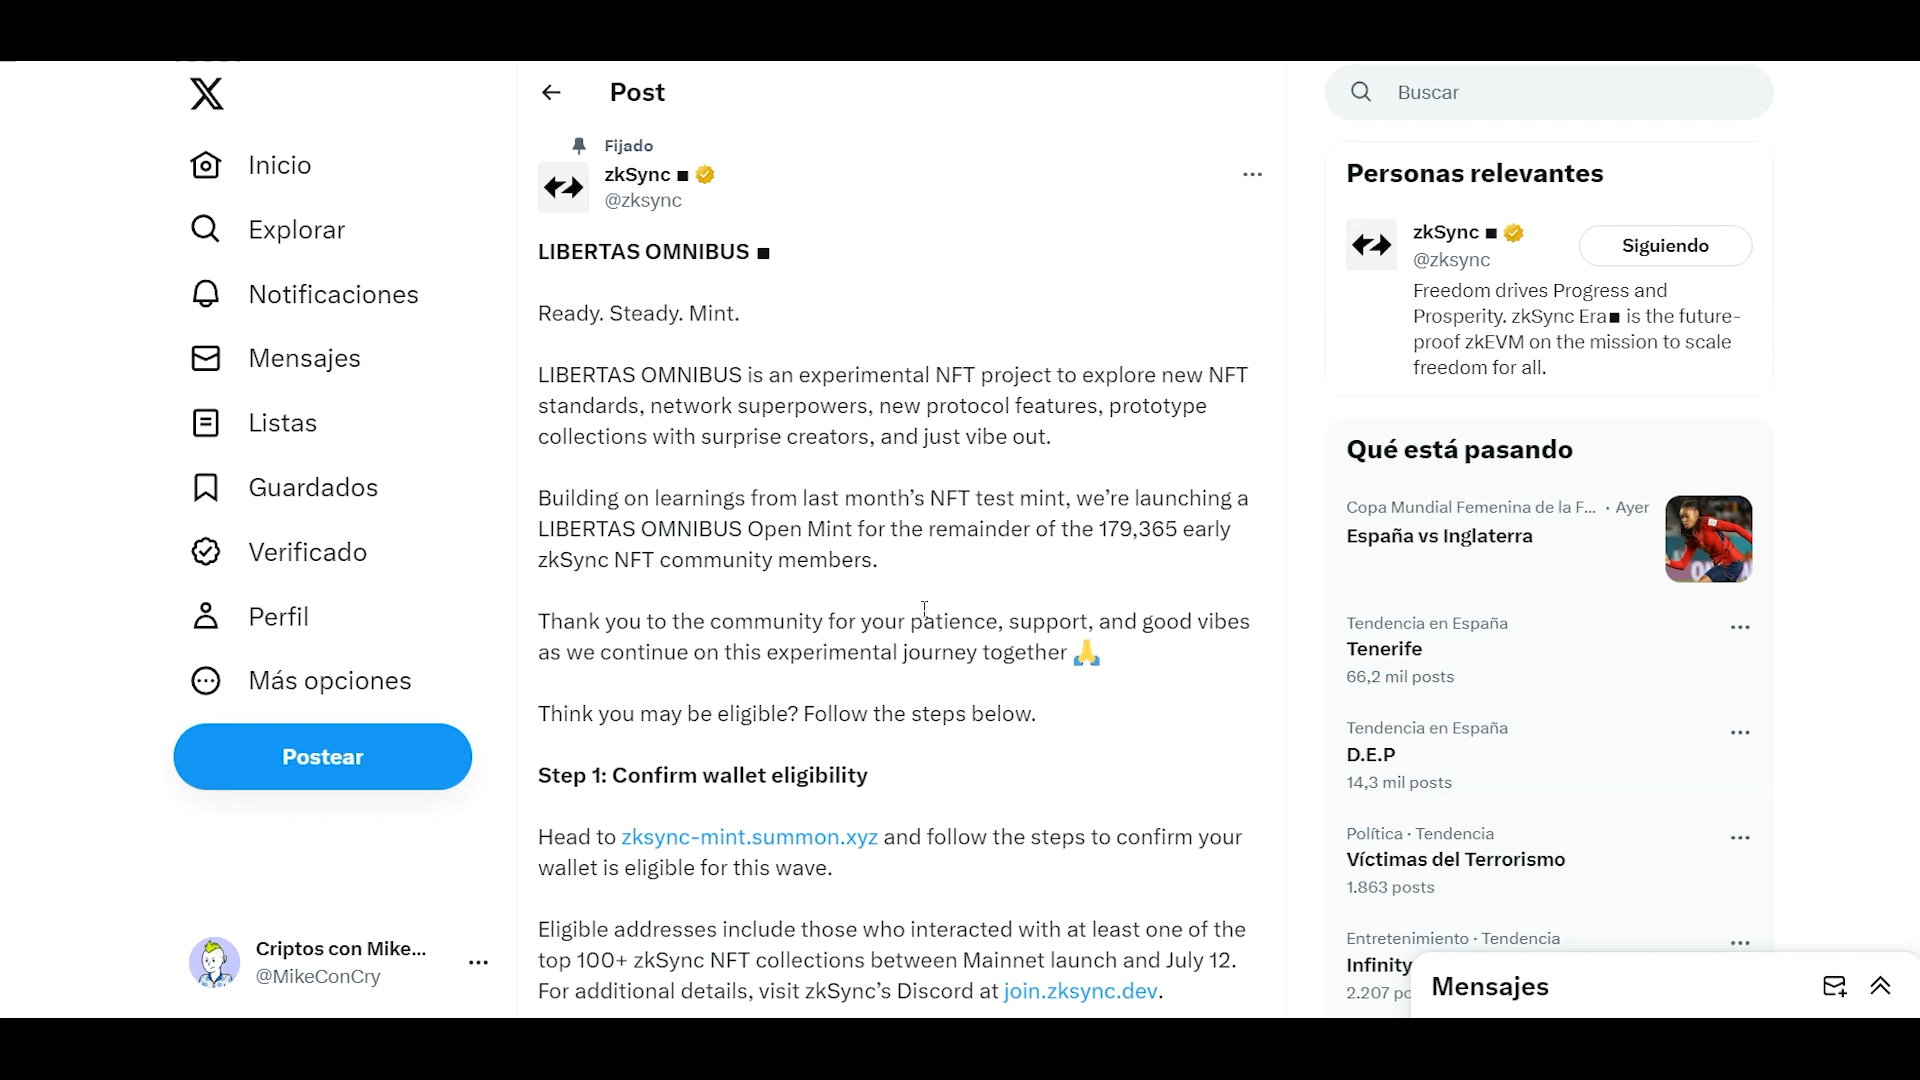 Inicio
Explorar
Notificaciones
Mensajes
Listas
Guardados
Verificado
Perfil
Más opciones
Postear
Criptos con Mike...
@MikeConCry
Post
Fijado
zkSync ■
@zksync
LIBERTAS OMNIBUS ■
Ready. Steady. Mint.
LIBERTAS OMNIBUS is an experimental NFT project to explore new NFT
standards, network superpowers, new protocol features, prototype
collections with surprise creators, and just vibe out.
Building on learnings from last month’s NFT test mint, we’re launching a
LIBERTAS OMNIBUS Open Mint for the remainder of the 179,365 early
zkSync NFT community members.
Thank you to the community for your patience, support, and good vibes
as we continue on this experimental journey together 🙏
Think you may be eligible? Follow the steps below.
Step 1: Confirm wallet eligibility
Head to zksync-mint.summon.xyz and follow the steps to confirm your
wallet is eligible for this wave.
Eligible addresses include those who interacted with at least one of the
top 100+ zkSync NFT collections between Mainnet launch and July 12.
For additional details, visit zkSync’s Discord at join.zksync.dev.
Buscar
Personas relevantes
zkSync ■
@zksync
Siguiendo
Freedom drives Progress and
Prosperity. zkSync Era■ is the future-
proof zkEVM on the mission to scale
freedom for all.
Qué está pasando
Copa Mundial Femenina de la F... · Ayer
España vs Inglaterra
Tendencia en España
Tenerife
66,2 mil posts
Tendencia en España
D.E.P
14,3 mil posts
Política · Tendencia
Víctimas del Terrorismo
1.863 posts
Entretenimiento · Tendencia
Infinity
2.207 po
Mensajes